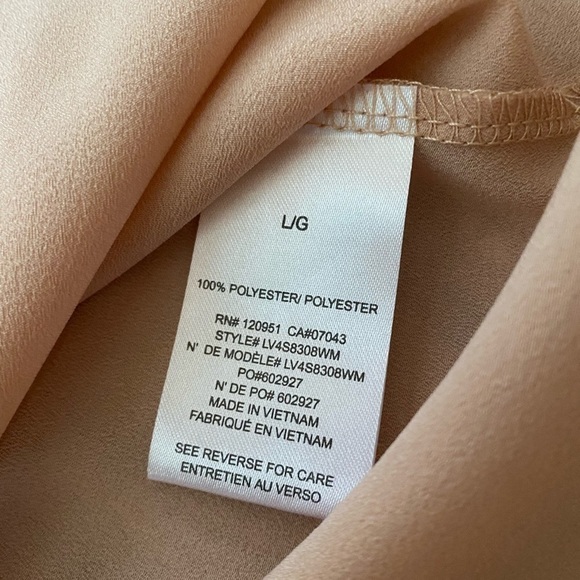 L/G
100% POLYESTER/ POLYESTER
RN# 120951 CA#07043
STYLE# LV4S8308WM
N' DE MODÈLE# LV4S8308WM
PO#602927
N' DE PO# 602927
MADE IN VIETNAM
FABRIQUÉ EN VIETNAM
SEE REVERSE FOR CARE
ENTRETIEN AU VERSO